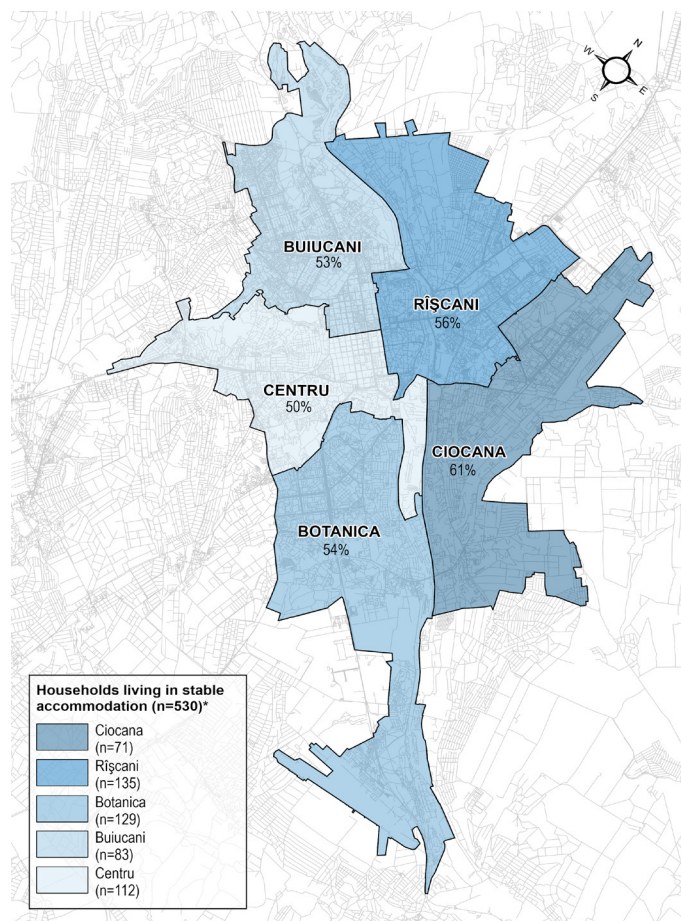 N
W
E
S
BUIUCANI
53%
RÎŞCANI
56%
CENTRU
50%
CIOCANA
61%
BOTANICA
54%
Households living in stable
accommodation (n=530)*
Ciocana
(n=71)
Rîşcani
(n=135)
Botanica
(n=129)
Buiucani
(n=83)
Centru
(n=112)